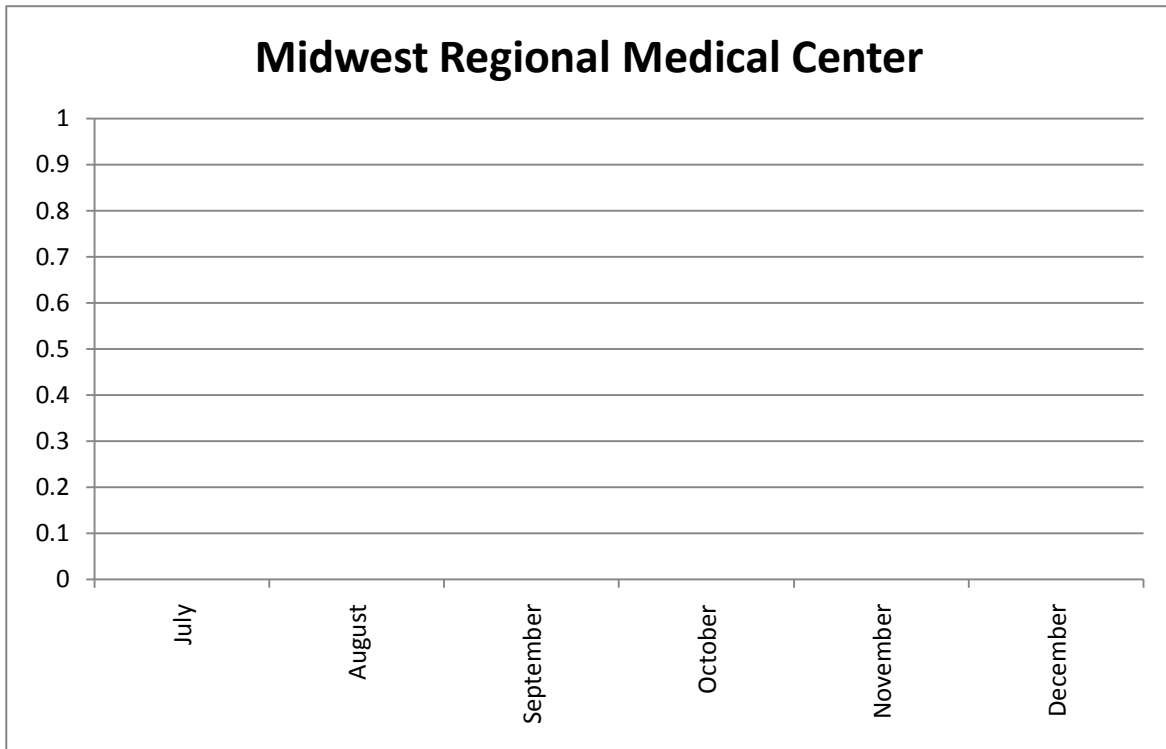 Midwest Regional Medical Center
1
0.9
0.8
0.7
0.6
0.5
0.4
0.3
0.2
0.1
0
July
August
September
October
November
December